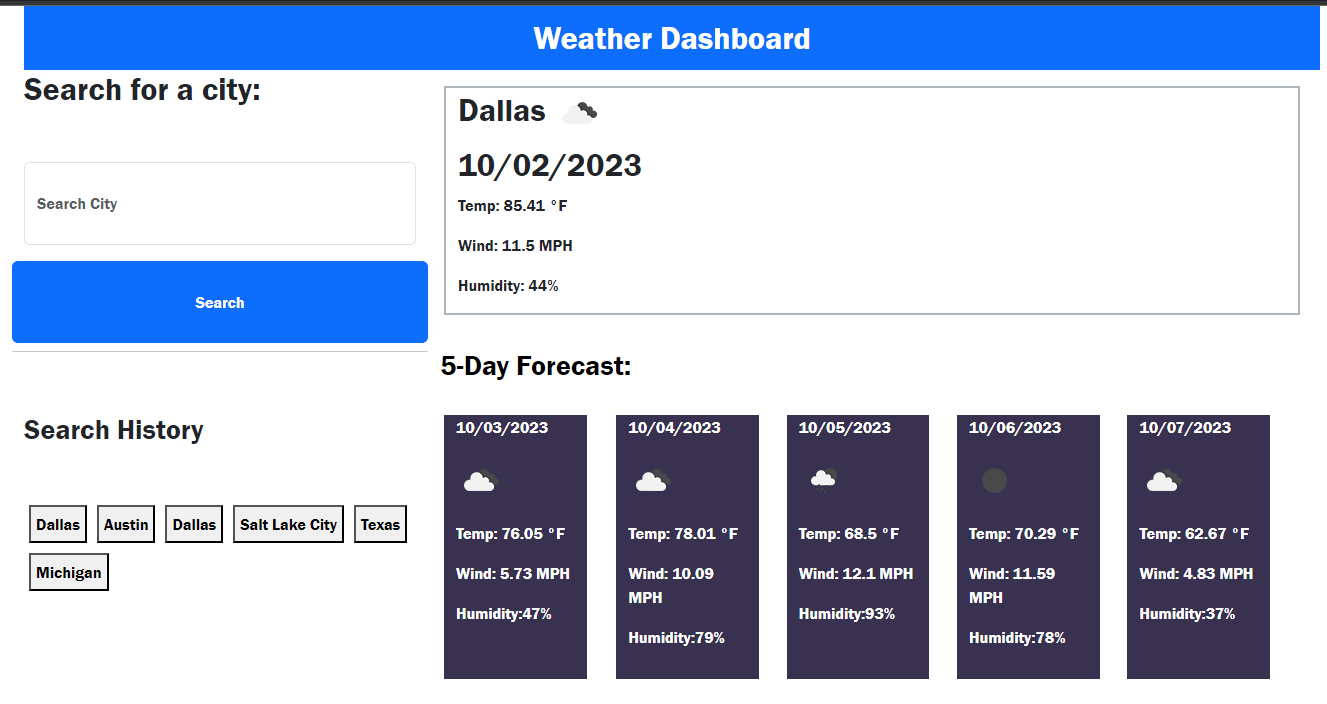 Weather Dashboard
Search for a city:
Search City
Search
Search History
Dallas
Austin
Dallas
Salt Lake City
Texas
Michigan
Dallas
10/02/2023
Temp: 85.41 °F
Wind: 11.5 MPH
Humidity: 44%
5-Day Forecast:
10/03/2023
Temp: 76.05 °F
Wind: 5.73 MPH
Humidity:47%
10/04/2023
Temp: 78.01 °F
Wind: 10.09
MPH
Humidity:79%
10/05/2023
Temp: 68.5 °F
Wind: 12.1 MPH
Humidity:93%
10/06/2023
Temp: 70.29 °F
Wind: 11.59
MPH
Humidity:78%
10/07/2023
Temp: 62.67 °F
Wind: 4.83 MPH
Humidity:37%